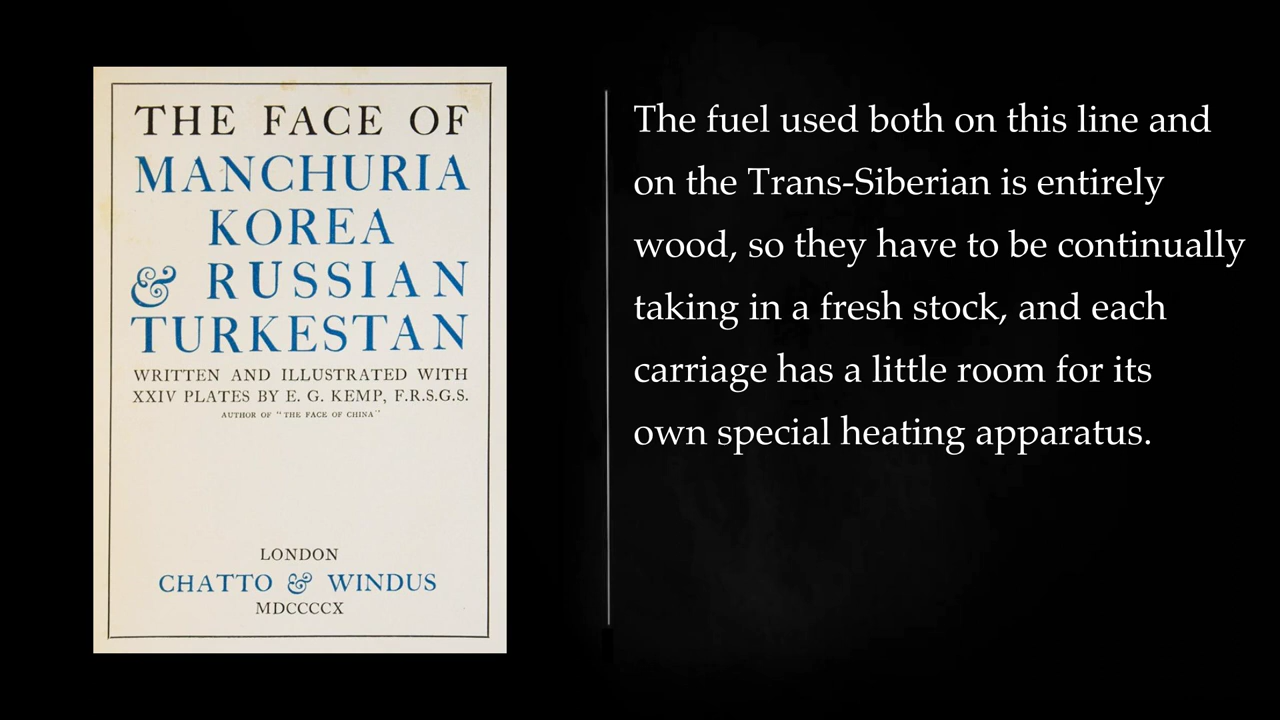 THE FACE OF
MANCHURIA
KOREA
& RUSSIAN
TURKESTAN
WRITTEN AND ILLUSTRATED WITH
XXIV PLATES BY E. G. KEMP, F.R.S.G.S.
AUTHOR OF "THE FACE OF CHINA"
LONDON
CHATTO & WINDUS
MDCCCCX
The fuel used both on this line and
on the Trans-Siberian is entirely
wood, so they have to be continually
taking in a fresh stock, and each
carriage has a little room for its
own special heating apparatus.